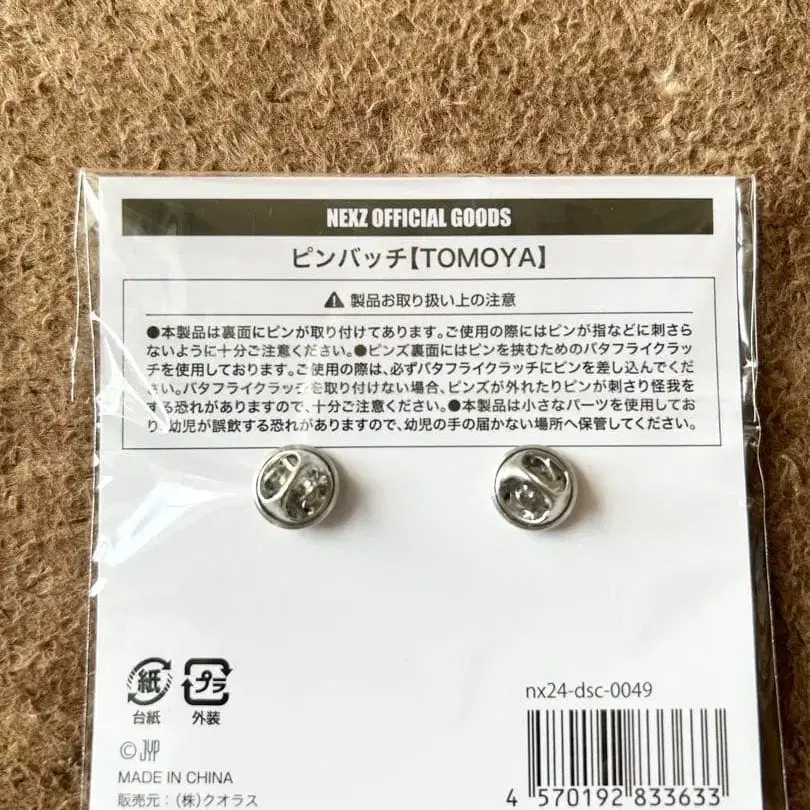 NEXZ OFFICIAL GOODS
ピンバッチ【TOMOYA】
製品お取り扱い上の注意
●本製品は裏面にピンが取り付けてあります。ご使用の際にはピンが指などに刺さら
ないように十分ご注意ください。●ピンズ裏面にはピンを挟むためのバタフライクラッ
チを使用しております。ご使用の際は、必ずバタフライクラッチにピンを差し込んでくだ
さい。バタフライクラッチを取り付けない場合、ピンズが外れたりピンが刺さり怪我を
する恐れがありますので、十分ご注意ください。●本製品は小さなパーツを使用してお
り、幼児が誤飲する恐れがありますので、幼児の手の届かない場所へ保管してください。
紙
プラ
台紙
外装
nx24-dsc-0049
© JYP
MADE IN CHINA
販売元：(株)クオラス
4 570192 833633